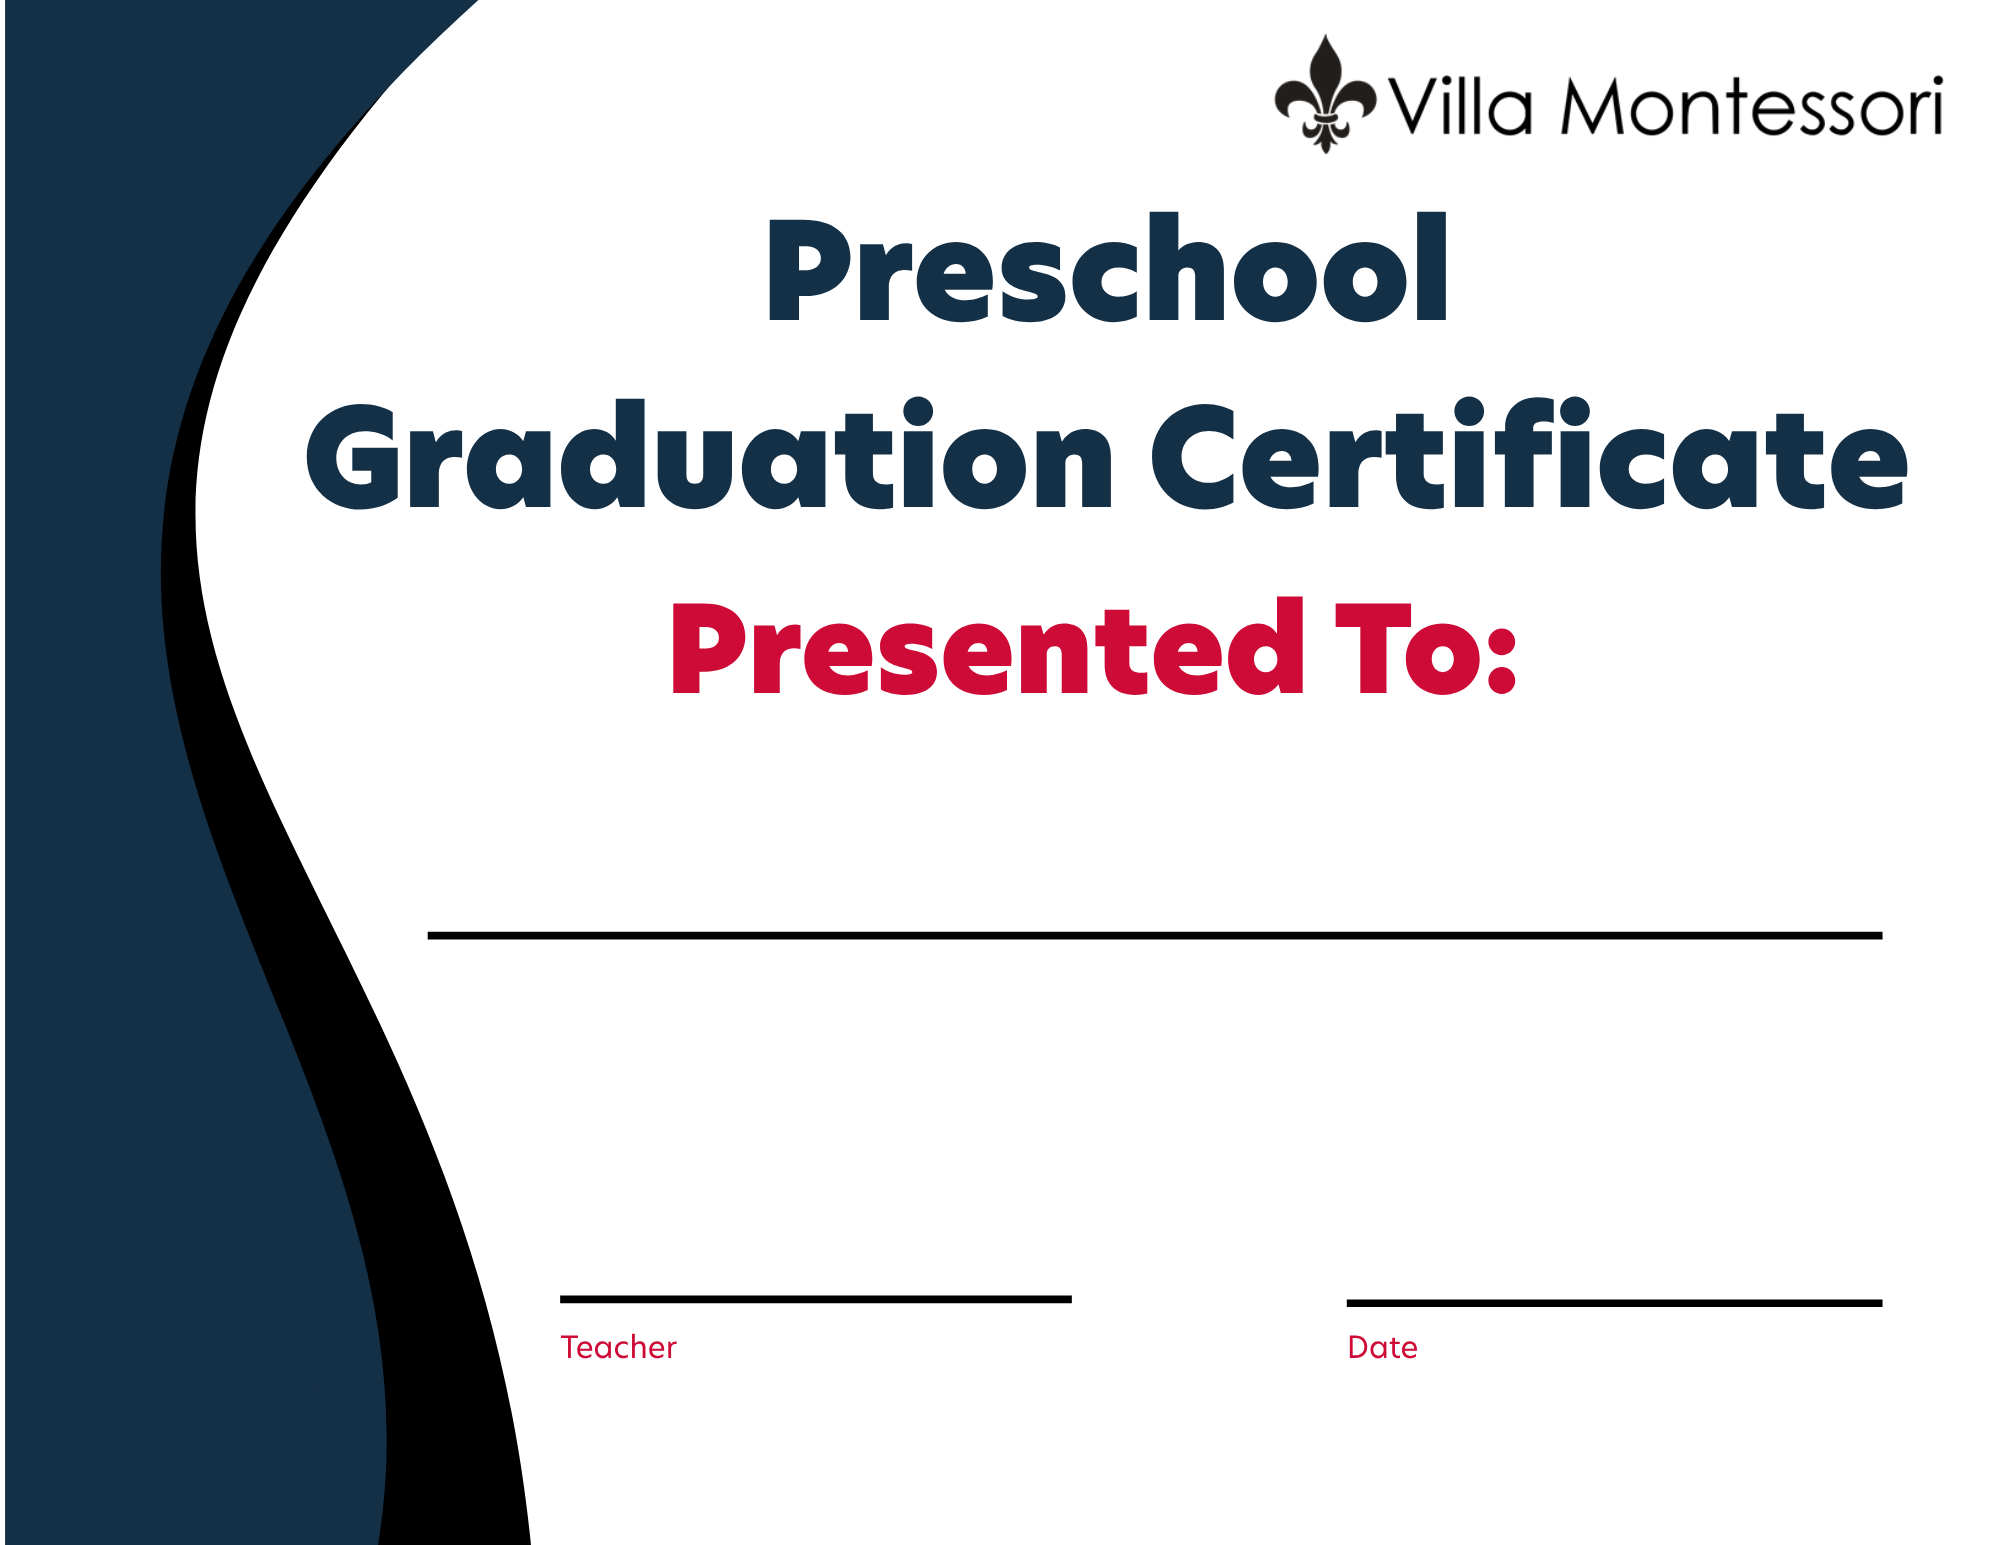 Villa Montessori
Preschool
Graduation Certificate
Presented To:
Teacher
Date